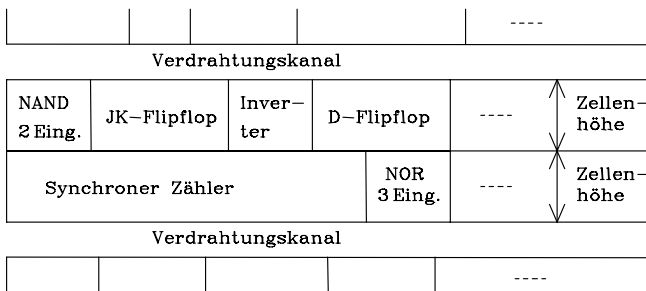 ----
Verdrahtungskanal
NAND
2 Eing.
JK-Flipflop
Inver-
ter
D-Flipflop
----
Zellen-
höhe
Synchroner Zähler
NOR
3 Eing.
----
Zellen-
höhe
Verdrahtungskanal
----